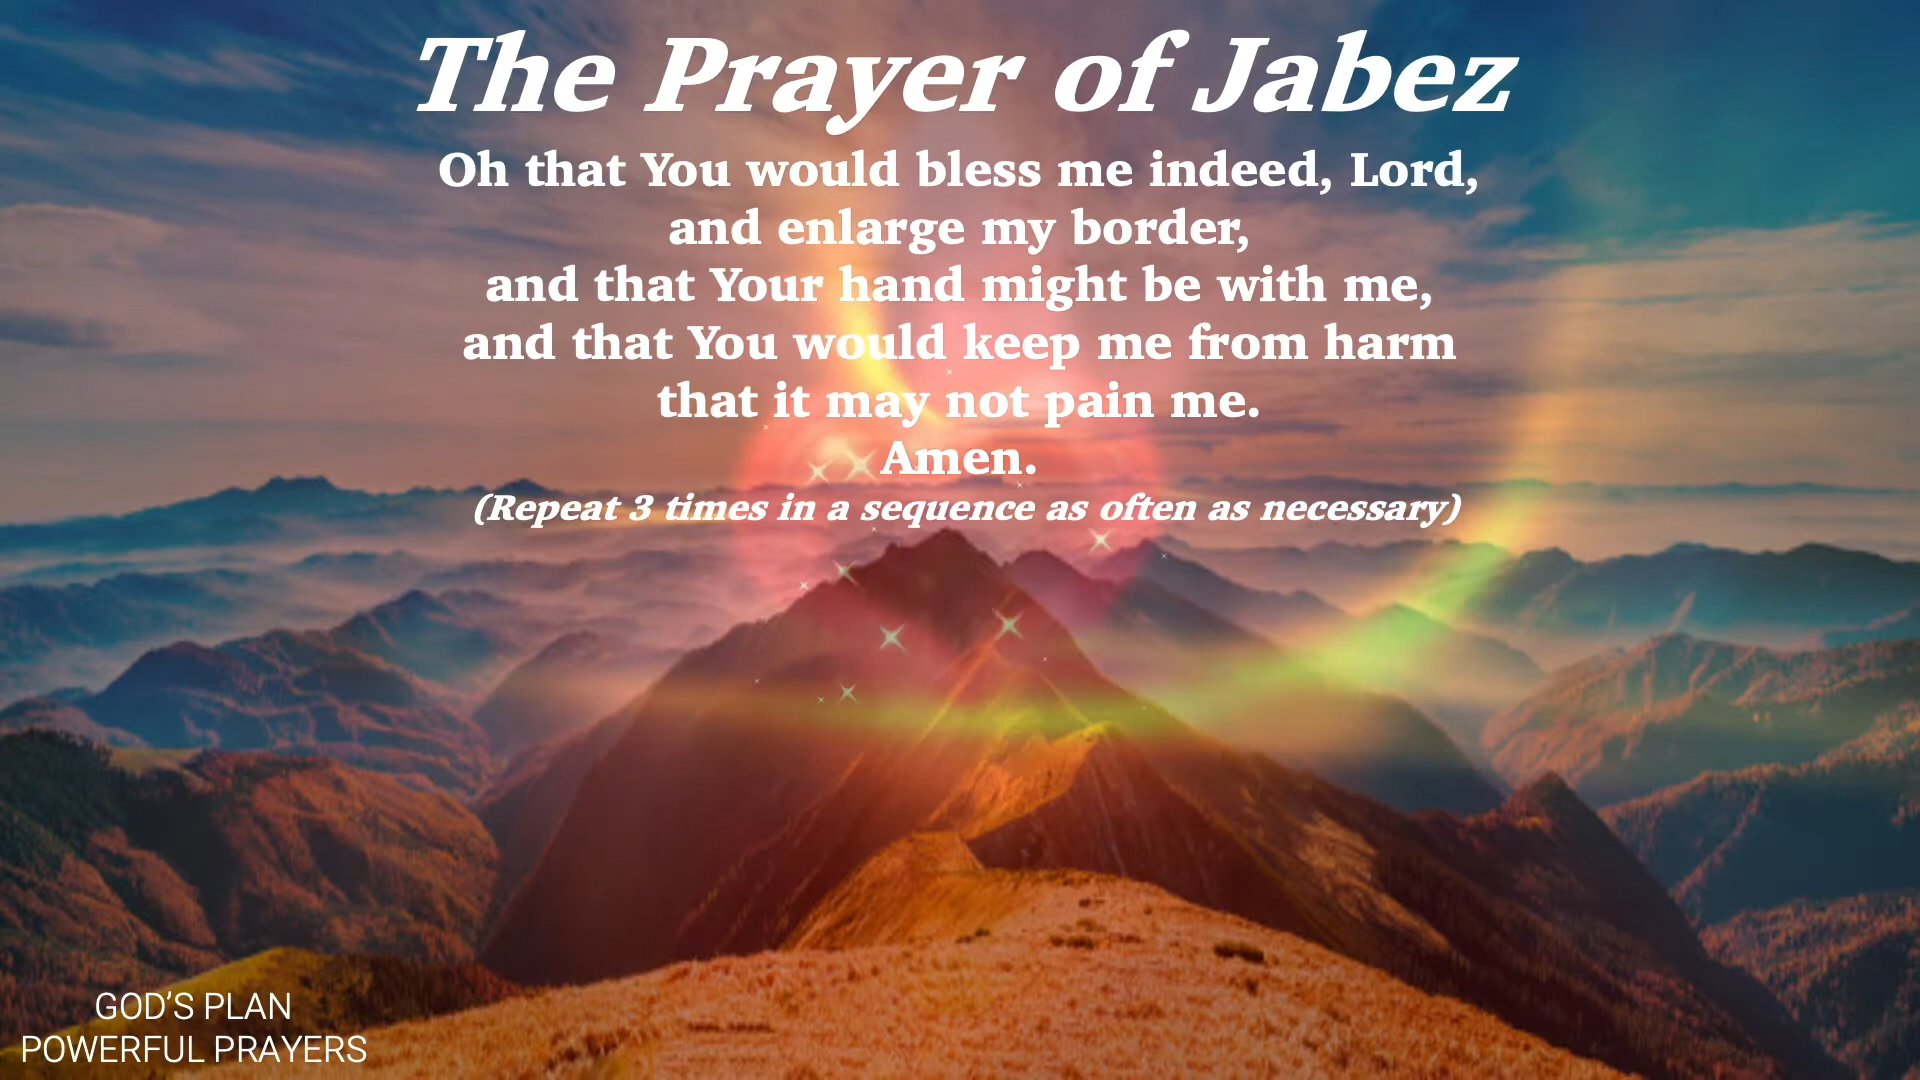 The Prayer of Jabez
Oh that You would bless me indeed, Lord,
and enlarge my border,
and that Your hand might be with me,
and that You would keep me from harm
that it may not pain me.
Amen.
(Repeat 3 times in a sequence as often as necessary)
GOD’S PLAN
POWERFUL PRAYERS